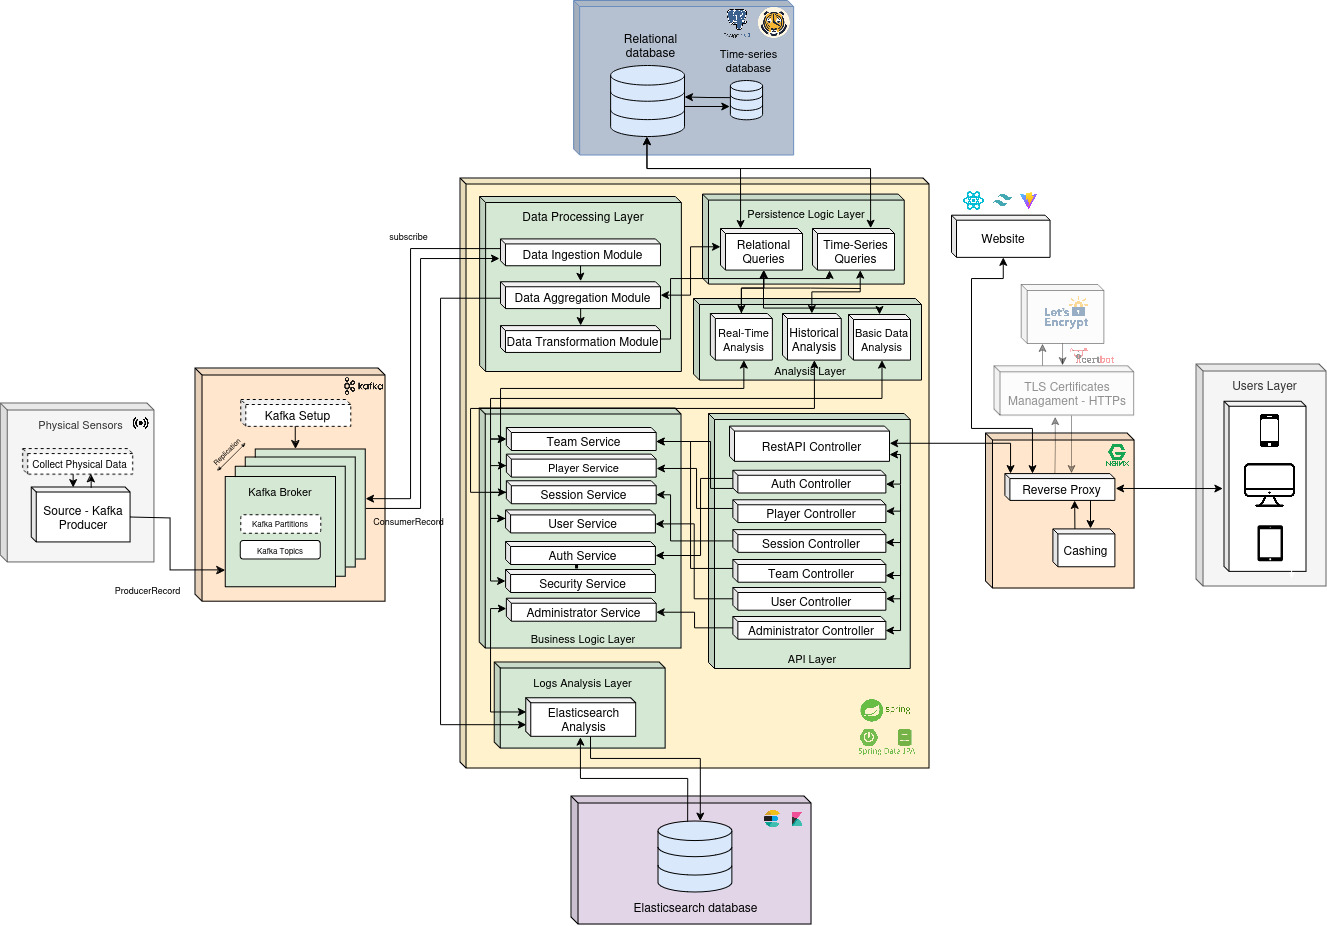 Relational
database
Time-series
database
Data Processing Layer
Data Ingestion Module
Data Aggregation Module
Data Transformation Module
Persistence Logic Layer
Relational
Queries
Time-Series
Queries
Real-Time
Analysis
Historical
Analysis
Basic Data
Analysis
Analysis Layer
subscribe
ConsumerRecord
ProducerRecord
Physical Sensors
Collect Physical Data
Source - Kafka
Producer
kafka
Kafka Setup
Replication
Kafka Broker
Kafka Partitions
Kafka Topics
Team Service
Player Service
Session Service
User Service
Auth Service
Security Service
Administrator Service
Business Logic Layer
RestAPI Controller
Auth Controller
Player Controller
Session Controller
Team Controller
User Controller
Administrator Controller
API Layer
Logs Analysis Layer
Elasticsearch
Analysis
spring
Spring Data JPA
Elasticsearch database
Website
Let's
Encrypt
certbot
TLS Certificates
Managament - HTTPs
NGINX
Reverse Proxy
Cashing
Users Layer